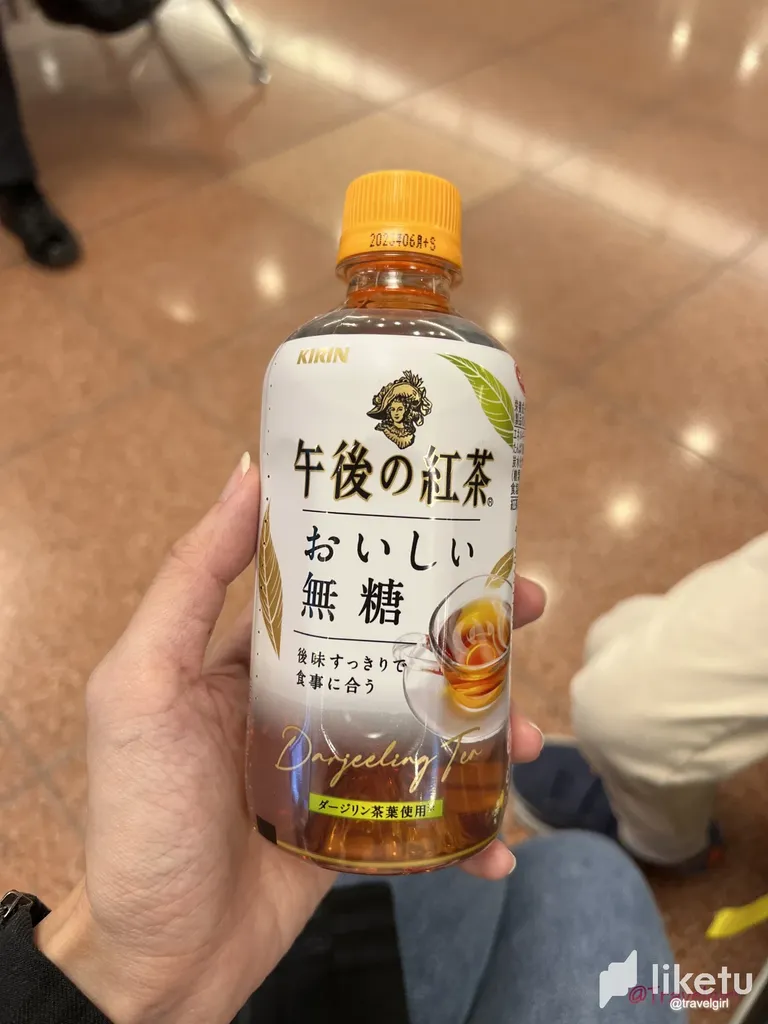 KIRIN
午後の紅茶®
おいしい
無糖
後味すっきりで
食事に合う
Darjeeling Tea
ダージリン茶葉使用
liketu
@travelgirl